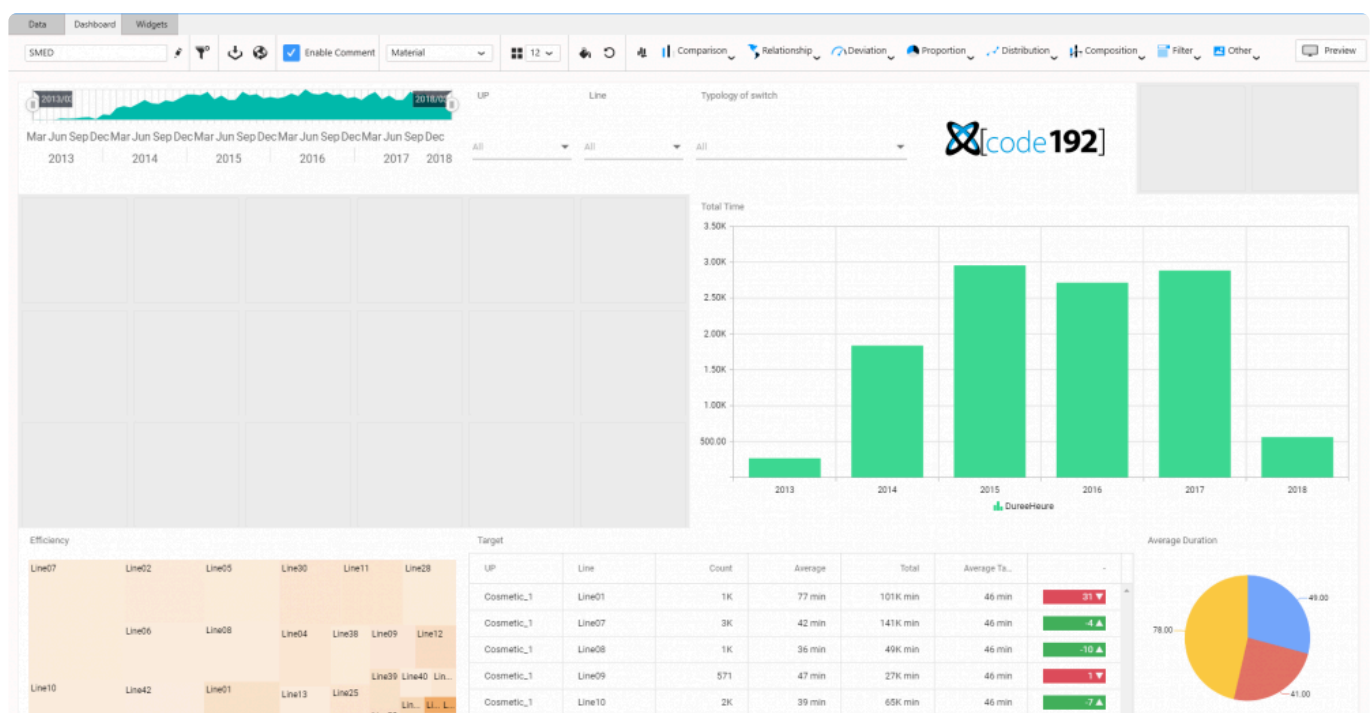 Data Dashboard Widgets
SMED Enable Comment Material 12 Comparison Relationship Deviation Proportion Distribution Composition Filter Other Preview
2013/03 2018/03
Mar Jun Sep Dec Mar Jun Sep Dec Mar Jun Sep Dec Mar Jun Sep Dec Mar Jun Sep Dec
2013 2014 2015 2016 2017 2018
UP Line Typology of switch
All All All
[code192]
Total Time
3.50K
3.00K
2.50K
2.00K
1.50K
1.00K
500.00
2013 2014 2015 2016 2017 2018
DureeHeure
Efficiency
Line07 Line02 Line05 Line30 Line11 Line28
Line06 Line08 Line04 Line38 Line09 Line12
Line39 Line40 Lin...
Line10 Line42 Line01 Line13 Line25
Lin... Li... L...
Target
UP Line Count Average Total Average Ta... -
Cosmetic_1 Line01 1K 77 min 101K min 46 min 31 ▼
Cosmetic_1 Line07 3K 42 min 141K min 46 min -4 ▲
Cosmetic_1 Line08 1K 36 min 49K min 46 min -10 ▲
Cosmetic_1 Line09 571 47 min 27K min 46 min 1 ▼
Cosmetic_1 Line10 2K 39 min 65K min 46 min -7 ▲
Average Duration
49.00
78.00
41.00